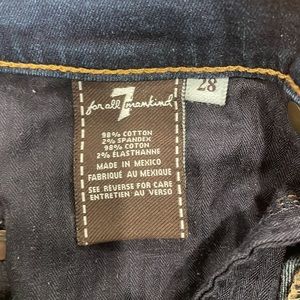 7
for all mankind
28
98% COTTON
2% SPANDEX
98% COTON
2% ÉLASTHANNE
MADE IN MEXICO
FABRIQUÉ AU MEXIQUE
SEE REVERSE FOR CARE
ENTRETIEN AU VERSO